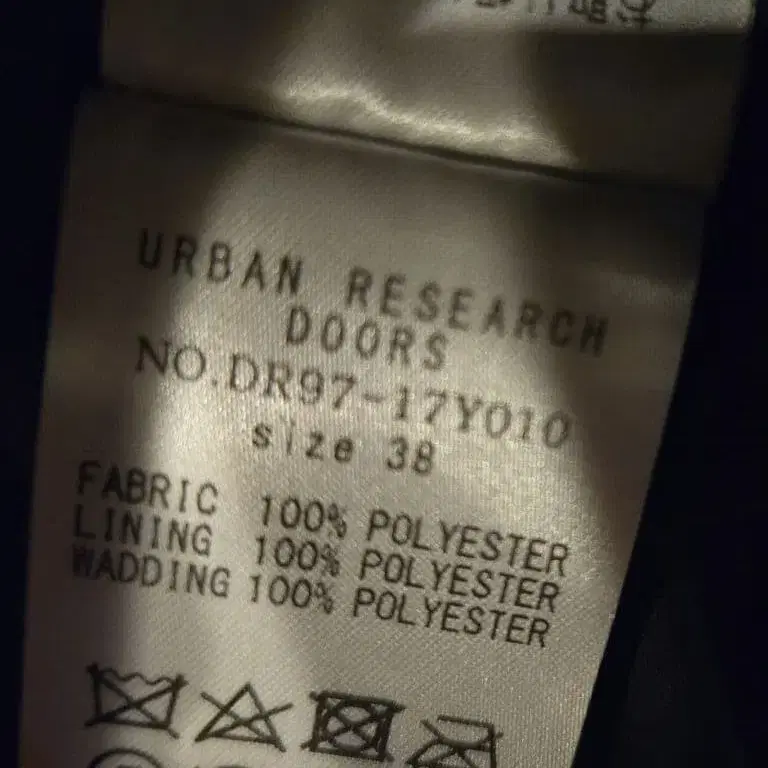 URBAN RESEARCH
DOORS
NO.DR97-17Y010
size 38
FABRIC 100% POLYESTER
LINING 100% POLYESTER
WADDING 100% POLYESTER